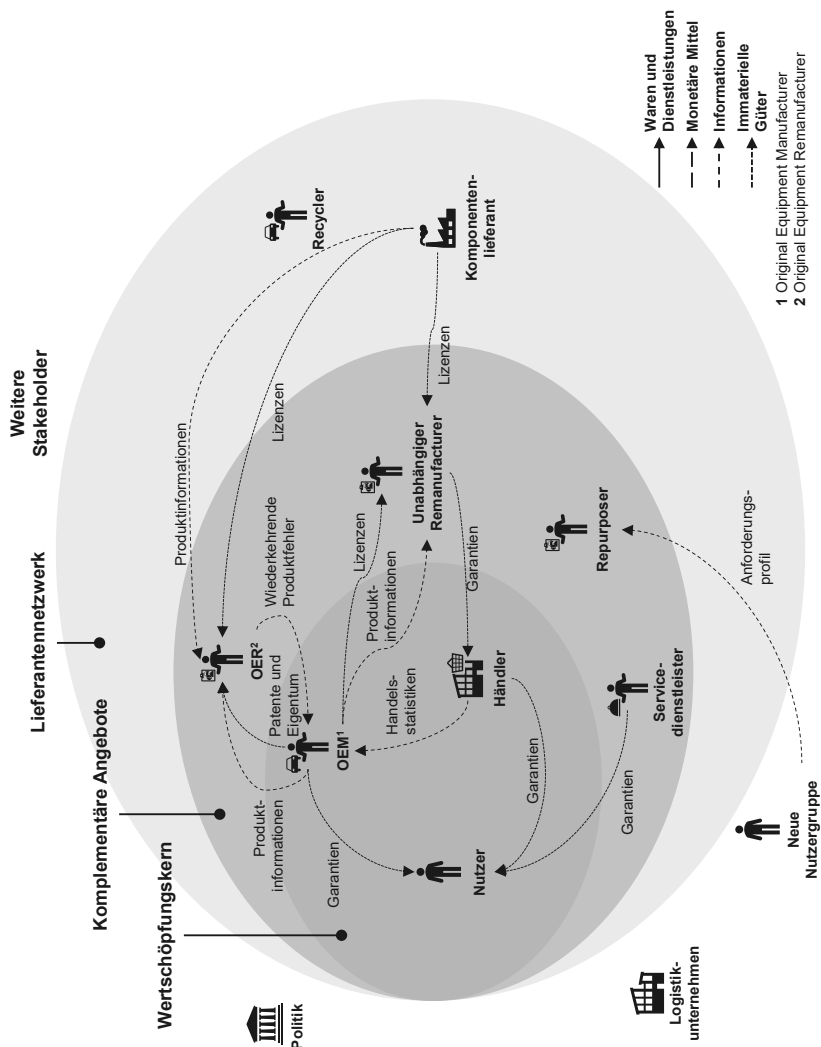 Weitere
Stakeholder
Lieferantennetzwerk
Komplementäre Angebote
Wertschöpfungskern
Produktinformationen
Politik
Produkt-
informationen
Garantien
Patente und
Eigentum
OER²
Wiederkehrende
Produktfehler
Lizenzen
Recycler
OEM¹
Lizenzen
Produkt-
informationen
Handels-
statistiken
Unabhängiger
Remanufacturer
Lizenzen
Komponenten-
lieferant
Nutzer
Händler
Garantien
Garantien
Garantien
Service-
dienstleister
Repurposer
Logistik-
unternehmen
Neue
Nutzergruppe
Anforderungs-
profil
Waren und
Dienstleistungen
Monetäre Mittel
Informationen
Immaterielle
Güter
1 Original Equipment Manufacturer
2 Original Equipment Remanufacturer